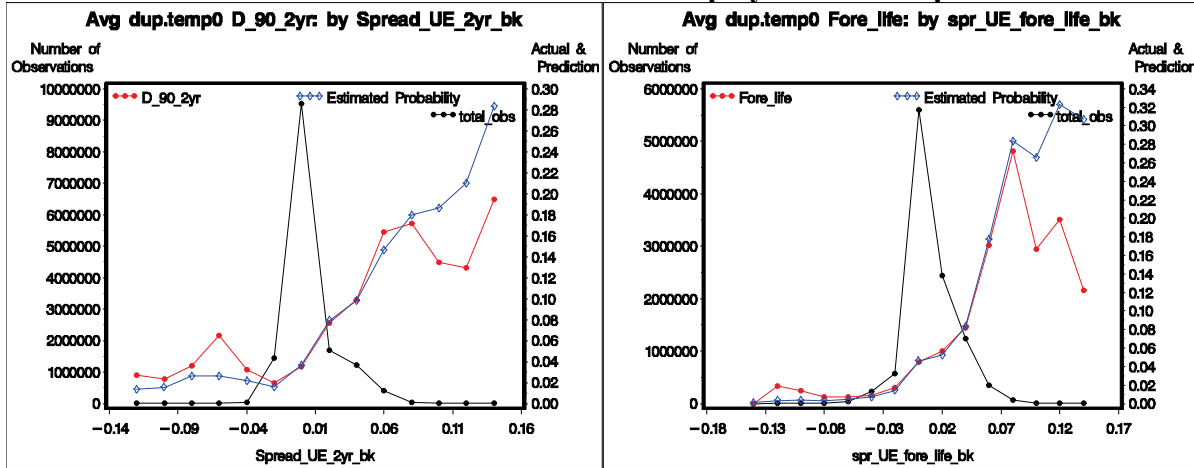 Avg dup.temp0 D_90_2yr: by Spread_UE_2yr_bk
Number of
Observations
Actual &
Prediction
D_90_2yr
Estimated Probability
total_obs
10000000
9000000
8000000
7000000
6000000
5000000
4000000
3000000
2000000
1000000
0
0.30
0.28
0.26
0.24
0.22
0.20
0.18
0.16
0.14
0.12
0.10
0.08
0.06
0.04
0.02
0.00
−0.14 −0.09 −0.04 0.01 0.06 0.11 0.16
Spread_UE_2yr_bk
Avg dup.temp0 Fore_life: by spr_UE_fore_life_bk
Number of
Observations
Actual &
Prediction
Fore_life
Estimated Probability
total_obs
6000000
5000000
4000000
3000000
2000000
1000000
0
0.34
0.32
0.30
0.28
0.26
0.24
0.22
0.20
0.18
0.16
0.14
0.12
0.10
0.08
0.06
0.04
0.02
0.00
−0.18 −0.13 −0.08 −0.03 0.02 0.07 0.12 0.17
spr_UE_fore_life_bk